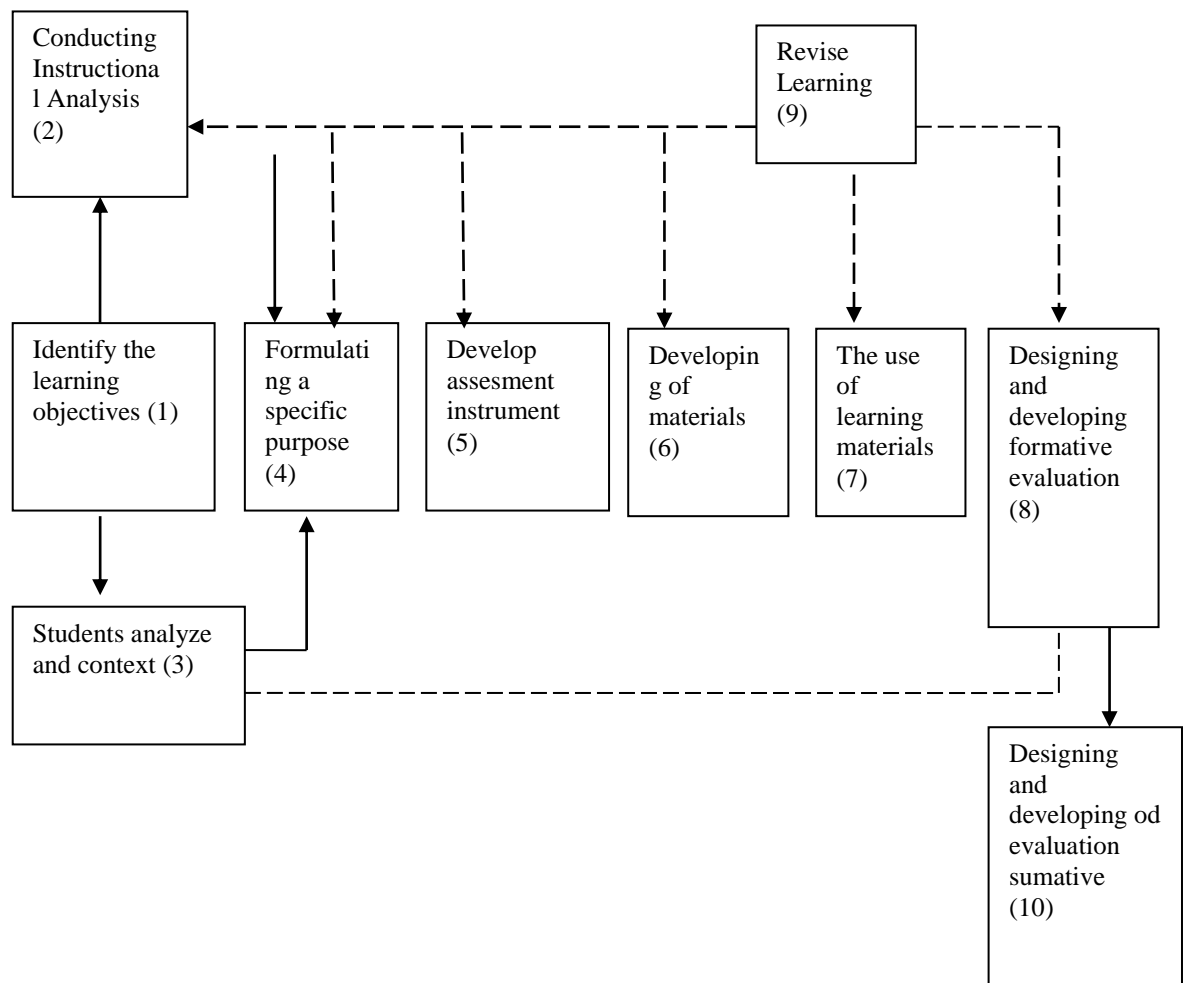 Conducting
Instructiona
l Analysis
(2)
Revise
Learning
(9)
Identify the
learning
objectives (1)
Formulati
ng a
specific
purpose
(4)
Develop
assesment
instrument
(5)
Developin
g of
materials
(6)
The use
of
learning
materials
(7)
Designing
and
developing
formative
evaluation
(8)
Students analyze
and context (3)
Designing
and
developing od
evaluation
sumative
(10)